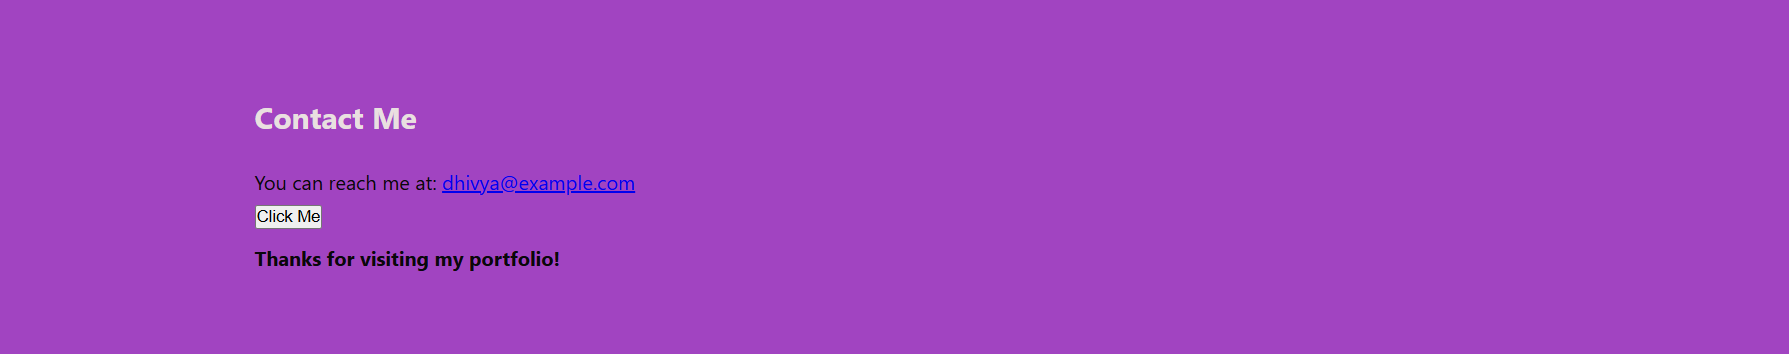 Contact Me
You can reach me at: dhivya@example.com
Click Me
Thanks for visiting my portfolio!